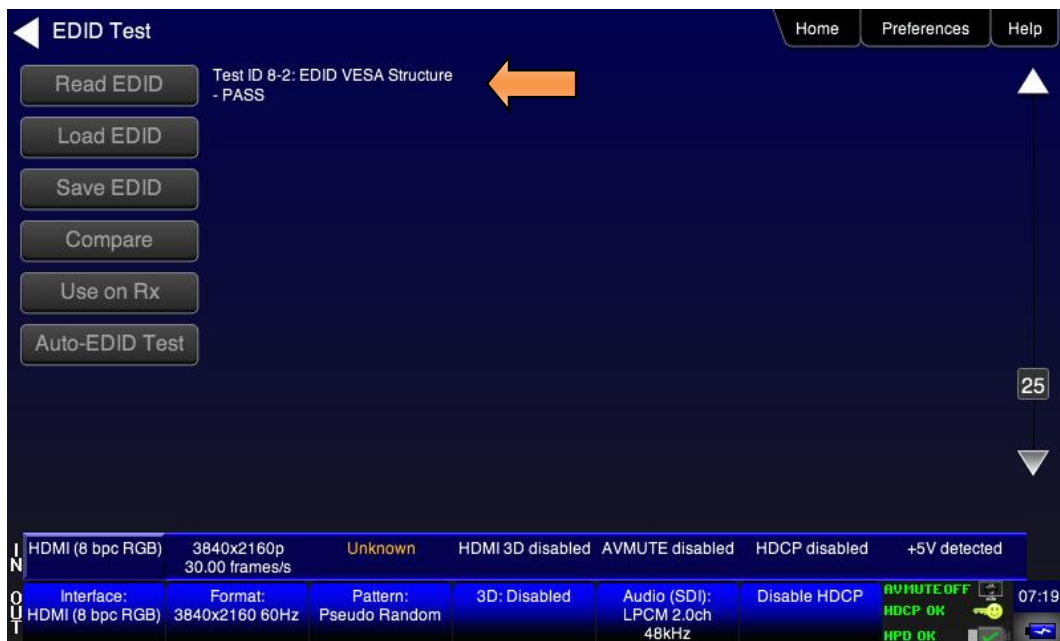 EDID Test
Home
Preferences
Help
Read EDID
Test ID 8-2: EDID VESA Structure
- PASS
Load EDID
Save EDID
Compare
Use on Rx
Auto-EDID Test
25
IN
HDMI (8 bpc RGB)
3840x2160p
30.00 frames/s
Unknown
HDMI 3D disabled
AVMUTE disabled
HDCP disabled
+5V detected
OUT
Interface:
HDMI (8 bpc RGB)
Format:
3840x2160 60Hz
Pattern:
Pseudo Random
3D: Disabled
Audio (SDI):
LPCM 2.0ch
48kHz
Disable HDCP
AVMUTEOFF
HDCP OK
HPD OK
07:19